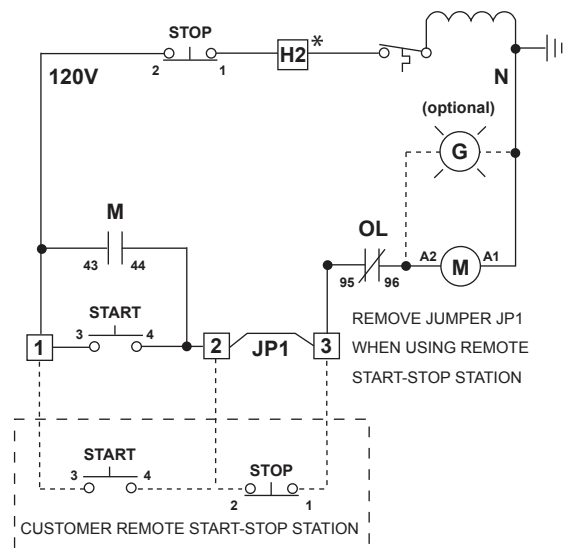 STOP
2 1
H2 *
120V
N
(optional)
G
M
43 44
OL
95 96
A2 M A1
START
3 4
1
2
JP1
3
REMOVE JUMPER JP1
WHEN USING REMOTE
START-STOP STATION
START
3 4
STOP
2 1
CUSTOMER REMOTE START-STOP STATION